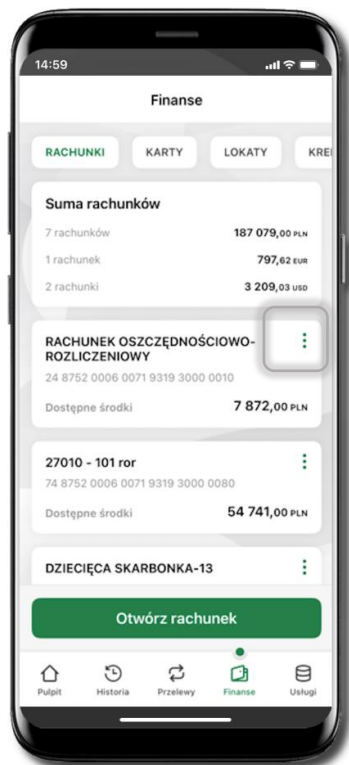 14:59
Finanse
RACHUNKI KARTY LOKATY KRE
Suma rachunków
7 rachunków 187 079,00 PLN
1 rachunek 797,62 EUR
2 rachunki 3 209,03 USD
RACHUNEK OSZCZĘDNOŚCIOWO-
ROZLICZENIOWY
24 8752 0006 0071 9319 3000 0010
Dostępne środki 7 872,00 PLN
27010 - 101 ror
74 8752 0006 0071 9319 3000 0080
Dostępne środki 54 741,00 PLN
DZIECIĘCA SKARBONKA-13
Otwórz rachunek
Pulpit Historia Przelewy Finanse Usługi